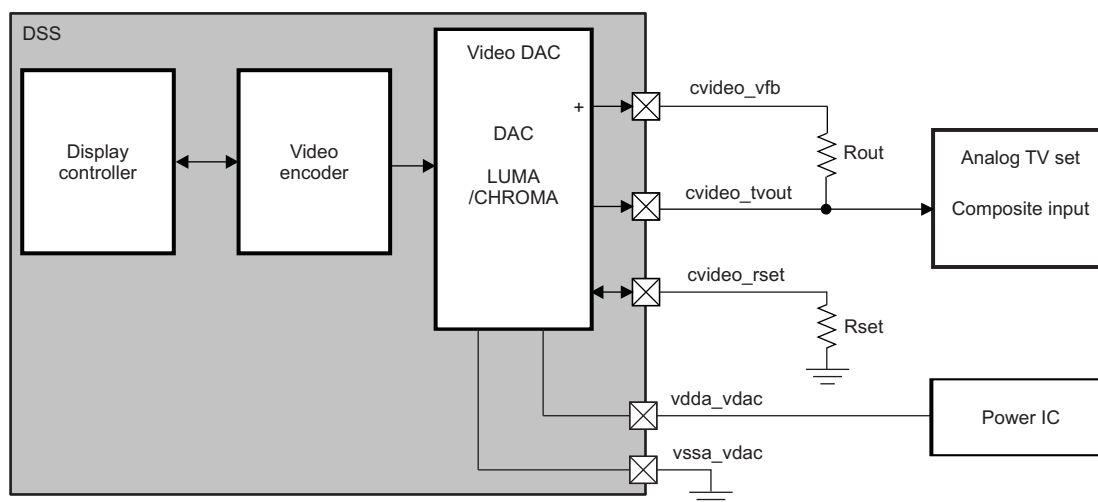 DSS
Display
controller
Video
encoder
Video DAC
+
DAC
LUMA
/CHROMA
cvideo_vfb
Rout
cvideo_tvout
cvideo_rset
Rset
vdda_vdac
vssa_vdac
Analog TV set
Composite input
Power IC